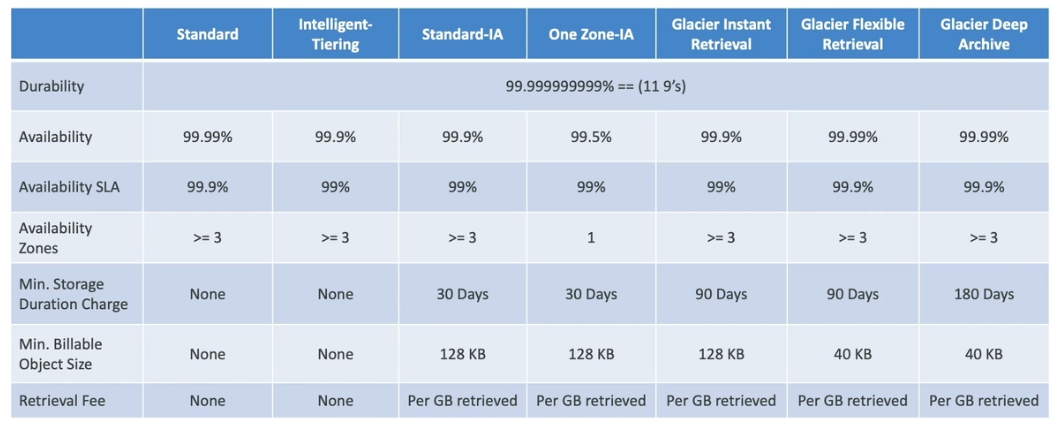 Standard
Intelligent-
Tiering
Standard-IA
One Zone-IA
Glacier Instant
Retrieval
Glacier Flexible
Retrieval
Glacier Deep
Archive
Durability
99.999999999% == (11 9’s)
Availability
99.99%
99.9%
99.9%
99.5%
99.9%
99.99%
99.99%
Availability SLA
99.9%
99%
99%
99%
99%
99.9%
99.9%
Availability
Zones
>= 3
>= 3
>= 3
1
>= 3
>= 3
>= 3
Min. Storage
Duration Charge
None
None
30 Days
30 Days
90 Days
90 Days
180 Days
Min. Billable
Object Size
None
None
128 KB
128 KB
128 KB
40 KB
40 KB
Retrieval Fee
None
None
Per GB retrieved
Per GB retrieved
Per GB retrieved
Per GB retrieved
Per GB retrieved